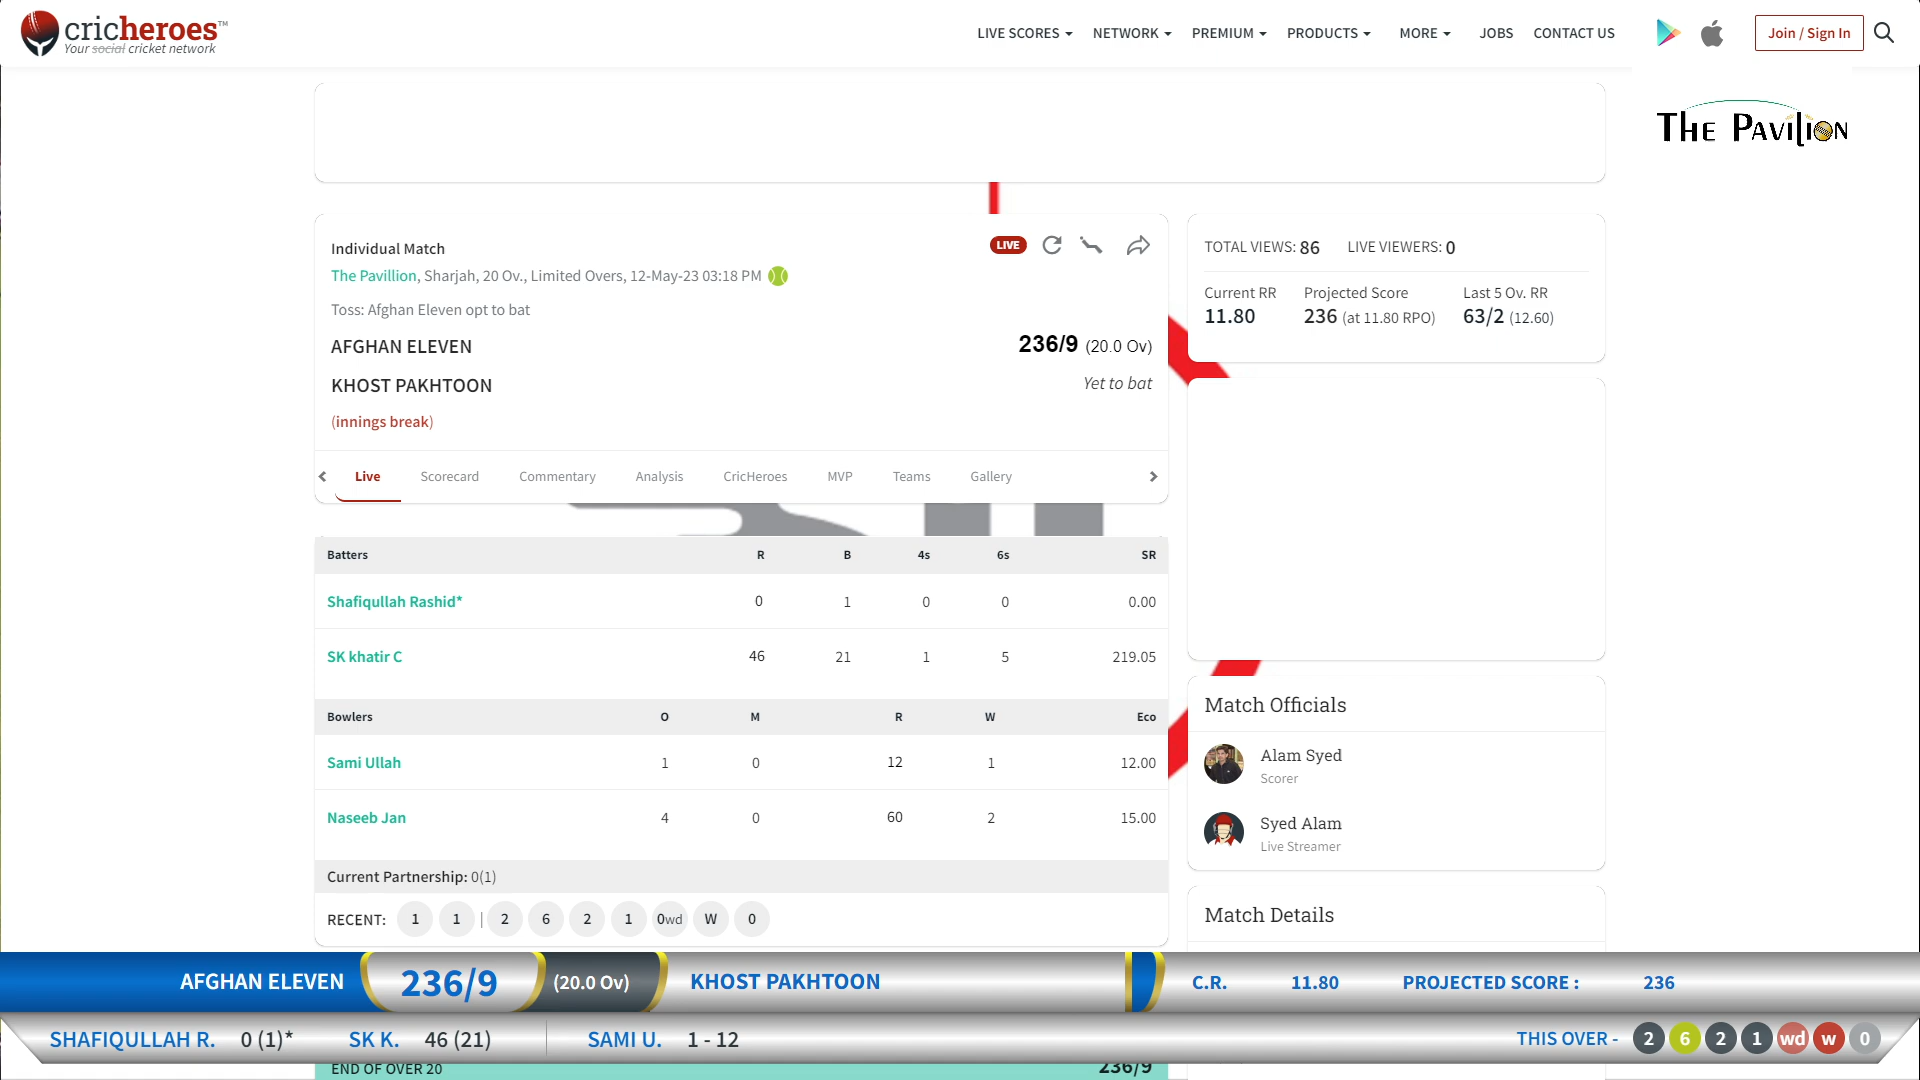 cricheroes™
Your social cricket network
LIVE SCORES NETWORK PREMIUM PRODUCTS MORE JOBS CONTACT US Join / Sign In
The Pavilion
Individual Match LIVE
The Pavillion, Sharjah, 20 Ov., Limited Overs, 12-May-23 03:18 PM
Toss: Afghan Eleven opt to bat
AFGHAN ELEVEN 236/9 (20.0 Ov)
KHOST PAKHTOON Yet to bat
(innings break)
Live Scorecard Commentary Analysis CricHeroes MVP Teams Gallery
TOTAL VIEWS: 86 LIVE VIEWERS: 0
Current RR Projected Score Last 5 Ov. RR
11.80 236 (at 11.80 RPO) 63/2 (12.60)
Batters R B 4s 6s SR
Shafiqullah Rashid* 0 1 0 0 0.00
SK khatir C 46 21 1 5 219.05
Bowlers O M R W Eco
Sami Ullah 1 0 12 1 12.00
Naseeb Jan 4 0 60 2 15.00
Current Partnership: 0(1)
RECENT: 1 1 | 2 6 2 1 0wd W 0
Match Officials
Alam Syed
Scorer
Syed Alam
Live Streamer
Match Details
AFGHAN ELEVEN 236/9 (20.0 Ov) KHOST PAKHTOON C.R. 11.80 PROJECTED SCORE : 236
SHAFIQULLAH R. 0 (1)* SK K. 46 (21) SAMI U. 1 - 12 THIS OVER - 2 6 2 1 wd w 0
END OF OVER 20 236/9